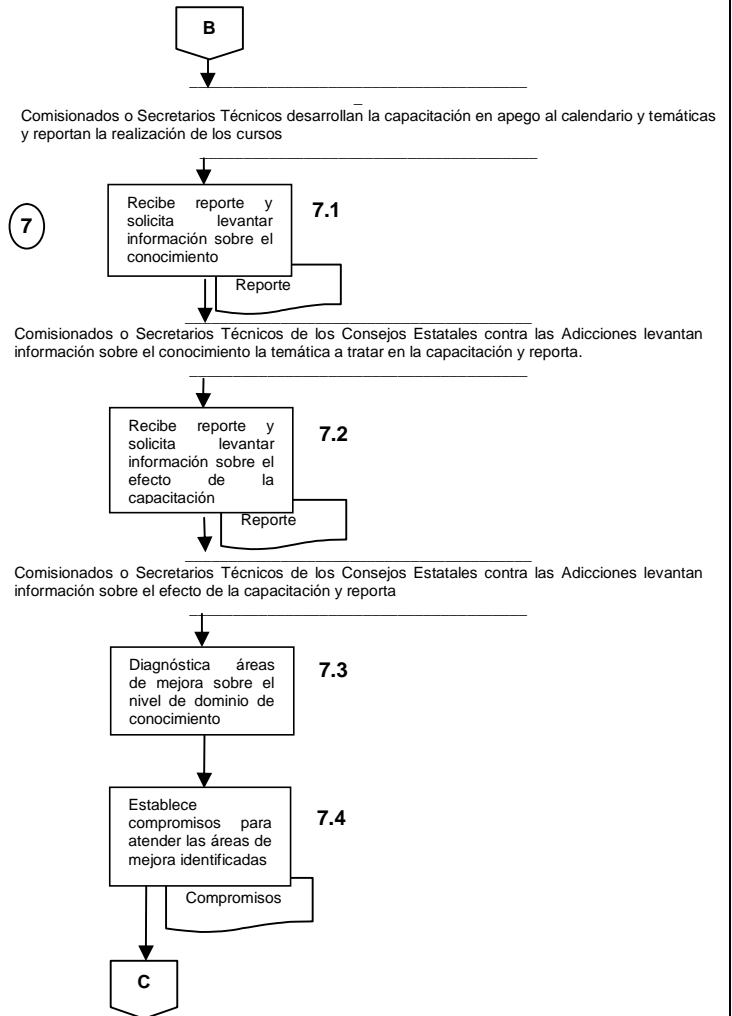 B
Comisionados o Secretarios Técnicos desarrollan la capacitación en apego al calendario y temáticas
y reportan la realización de los cursos
7
Recibe reporte y
solicita levantar
información sobre el
conocimiento
7.1
Reporte
Comisionados o Secretarios Técnicos de los Consejos Estatales contra las Adicciones levantan
información sobre el conocimiento la temática a tratar en la capacitación y reporta.
Recibe reporte y
solicita levantar
información sobre el
efecto de la
capacitación
7.2
Reporte
Comisionados o Secretarios Técnicos de los Consejos Estatales contra las Adicciones levantan
información sobre el efecto de la capacitación y reporta
Diagnóstica áreas
de mejora sobre el
nivel de dominio de
conocimiento
7.3
Establece
compromisos para
atender las áreas de
mejora identificadas
7.4
Compromisos
C